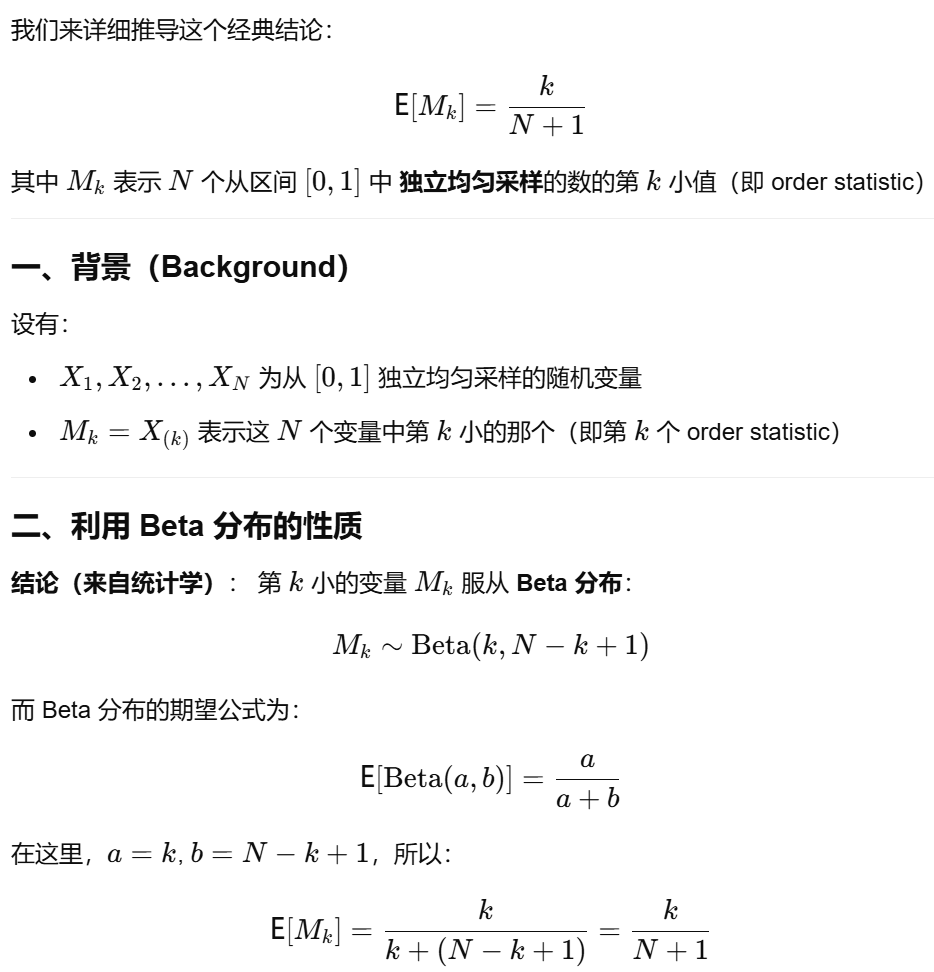 我们来详细推导这个经典结论：
E[M_k] = \frac{k}{N+1}
其中 M_k 表示 N 个从区间 [0, 1] 中 独立均匀采样的数的第 k 小值（即 order statistic）
一、背景（Background）
设有：
• X_1, X_2, …, X_N 为从 [0, 1] 独立均匀采样的随机变量
• M_k = X_{(k)} 表示这 N 个变量中第 k 小的那个（即第 k 个 order statistic）
二、利用 Beta 分布的性质
结论（来自统计学）： 第 k 小的变量 M_k 服从 Beta 分布：
M_k ∼ Beta(k, N − k + 1)
而 Beta 分布的期望公式为：
E[Beta(a, b)] = \frac{a}{a+b}
在这里，a = k, b = N − k + 1，所以：
E[M_k] = \frac{k}{k+(N−k+1)} = \frac{k}{N+1}